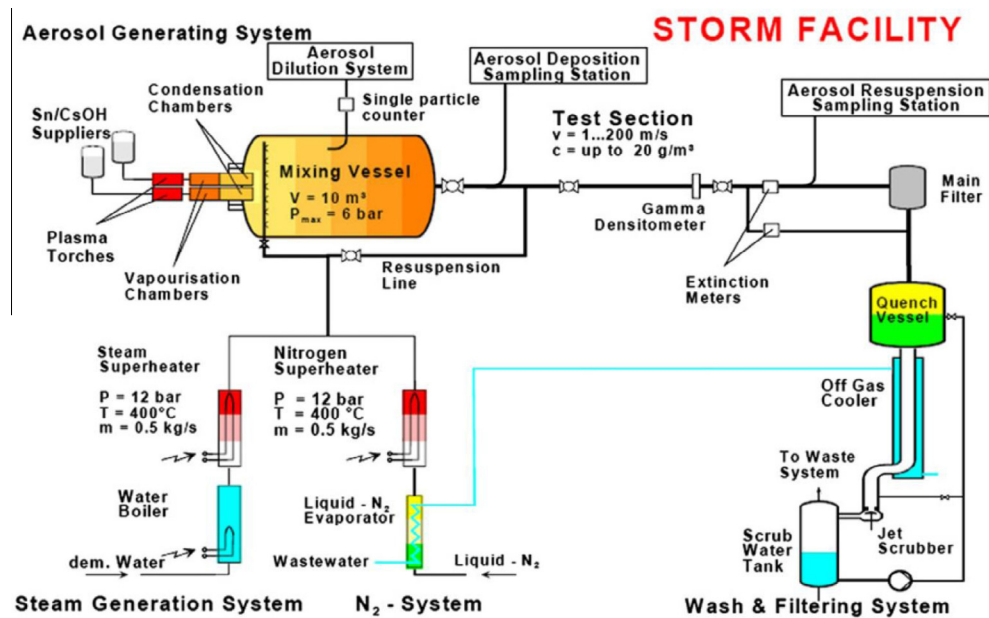 STORM FACILITY
Aerosol Generating System
Aerosol
Dilution System
Aerosol Deposition
Sampling Station
Aerosol Resuspension
Sampling Station
Condensation
Chambers
Single particle
counter
Sn/CsOH
Suppliers
Test Section
v = 1...200 m/s
c = up to 20 g/m³
Mixing Vessel
V = 10 m³
Pmax = 6 bar
Main
Filter
Plasma
Torches
Vapourisation
Chambers
Resuspension
Line
Gamma
Densitometer
Extinction
Meters
Quench
Vessel
Steam
Superheater
P = 12 bar
T = 400°C
m = 0.5 kg/s
Nitrogen
Superheater
P = 12 bar
T = 400 °C
m = 0.5 kg/s
Off Gas
Cooler
To Waste
System
Water
Boiler
Liquid - N₂
Evaporator
Wastewater
dem. Water
Liquid - N₂
Scrub
Water
Tank
Jet
Scrubber
Steam Generation System
N₂ - System
Wash & Filtering System